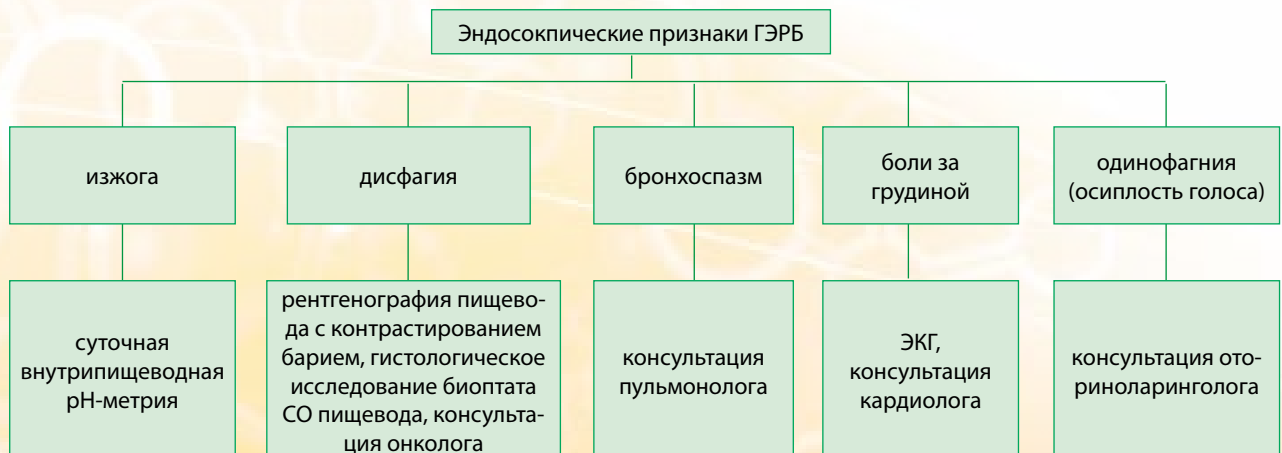 Эндосокпические признаки ГЭРБ
изжога
дисфагия
бронхоспазм
боли за
грудиной
одинофагния
(осиплость голоса)
суточная
внутрипищеводная
рН-метрия
рентгенография пищево-
да с контрастированием
барием, гистологическое
исследование биоптата
СО пищевода, консульта-
ция онколога
консультация
пульмонолога
ЭКГ,
консультация
кардиолога
консультация ото-
риноларинголога